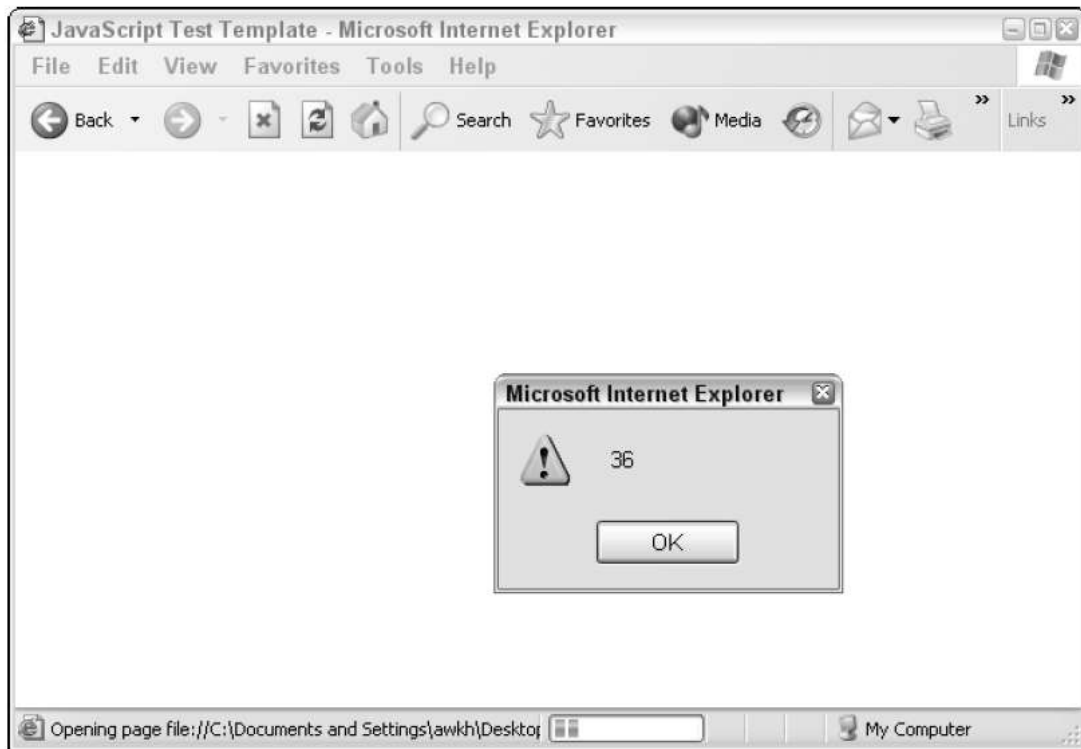 JavaScript Test Template - Microsoft Internet Explorer
File Edit View Favorites Tools Help
Back Search Favorites Media » Links »
Microsoft Internet Explorer
36
OK
Opening page file://C:\Documents and Settings\awkh\Desktop My Computer